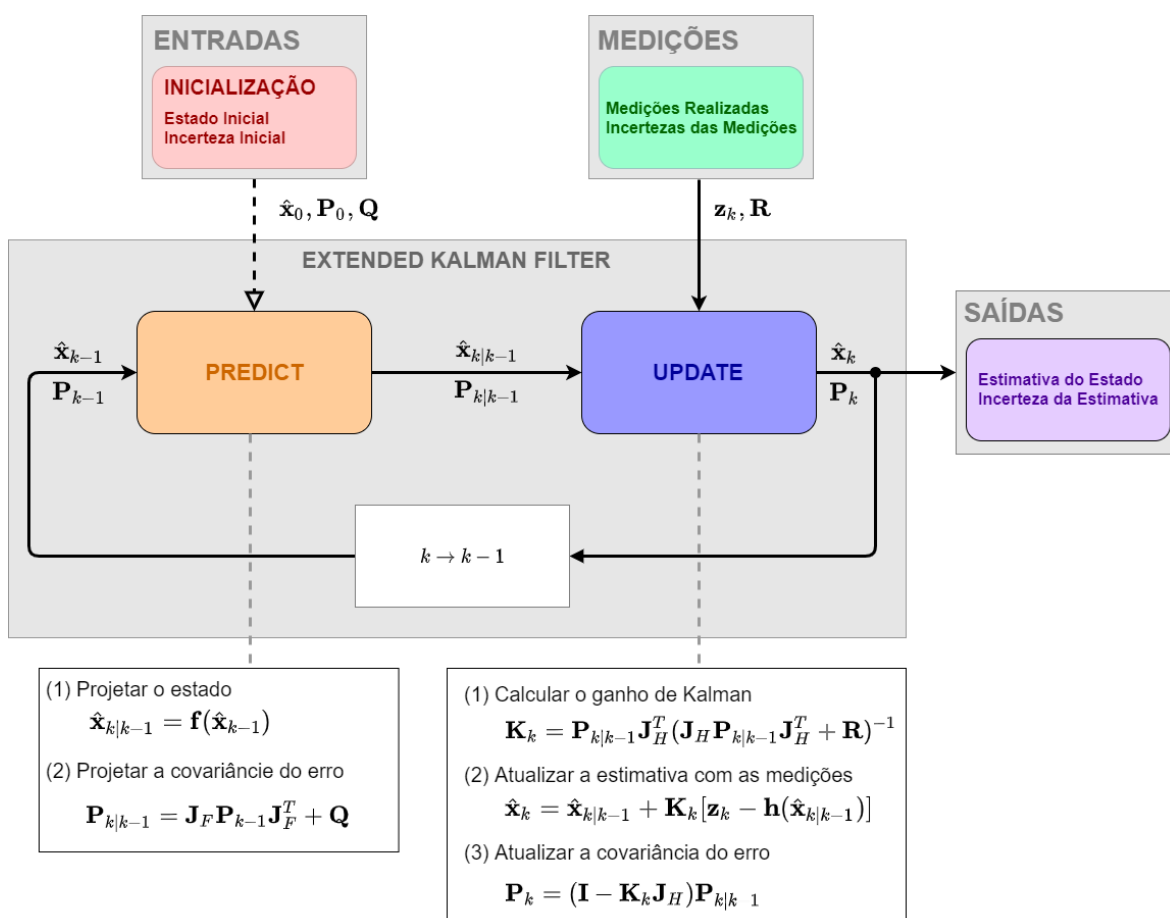 ENTRADAS
INICIALIZAÇÃO
Estado Inicial
Incerteza Inicial
MEDIÇÕES
Medições Realizadas
Incertezas das Medições
x̂₀, P₀, Q
z_k, R
EXTENDED KALMAN FILTER
x̂_{k−1}
P_{k−1}
PREDICT
x̂_{k|k−1}
P_{k|k−1}
UPDATE
x̂_k
P_k
SAÍDAS
Estimativa do Estado
Incerteza da Estimativa
k → k − 1
(1) Projetar o estado
x̂_{k|k−1} = f(x̂_{k−1})
(2) Projetar a covariâncie do erro
P_{k|k−1} = J_F P_{k−1} J_F^T + Q
(1) Calcular o ganho de Kalman
K_k = P_{k|k−1} J_H^T (J_H P_{k|k−1} J_H^T + R)^{−1}
(2) Atualizar a estimativa com as medições
x̂_k = x̂_{k|k−1} + K_k[z_k − h(x̂_{k|k−1})]
(3) Atualizar a covariância do erro
P_k = (I − K_k J_H)P_{k|k 1}